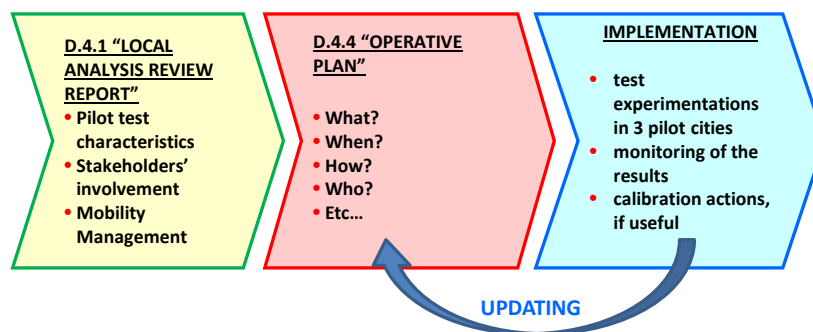 D.4.1 “LOCAL
ANALYSIS REVIEW
REPORT”
• Pilot test
characteristics
• Stakeholders’
involvement
• Mobility
Management
D.4.4 “OPERATIVE
PLAN”
• What?
• When?
• How?
• Who?
• Etc…
IMPLEMENTATION
• test
experimentations
in 3 pilot cities
• monitoring of the
results
• calibration actions,
if useful
UPDATING